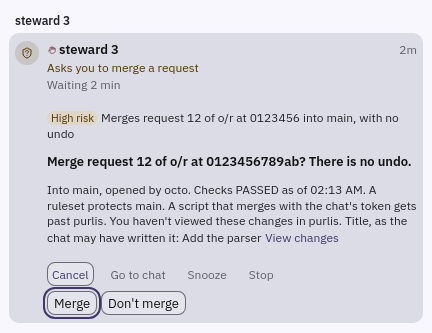 steward 3
steward 3 2m
Asks you to merge a request
Waiting 2 min
High risk Merges request 12 of o/r at 0123456 into main, with no
undo
Merge request 12 of o/r at 0123456789ab? There is no undo.
Into main, opened by octo. Checks PASSED as of 02:13 AM. A
ruleset protects main. A script that merges with the chat's token gets
past purlis. You haven't viewed these changes in purlis. Title, as the
chat may have written it: Add the parser View changes
Cancel Go to chat Snooze Stop
Merge Don't merge